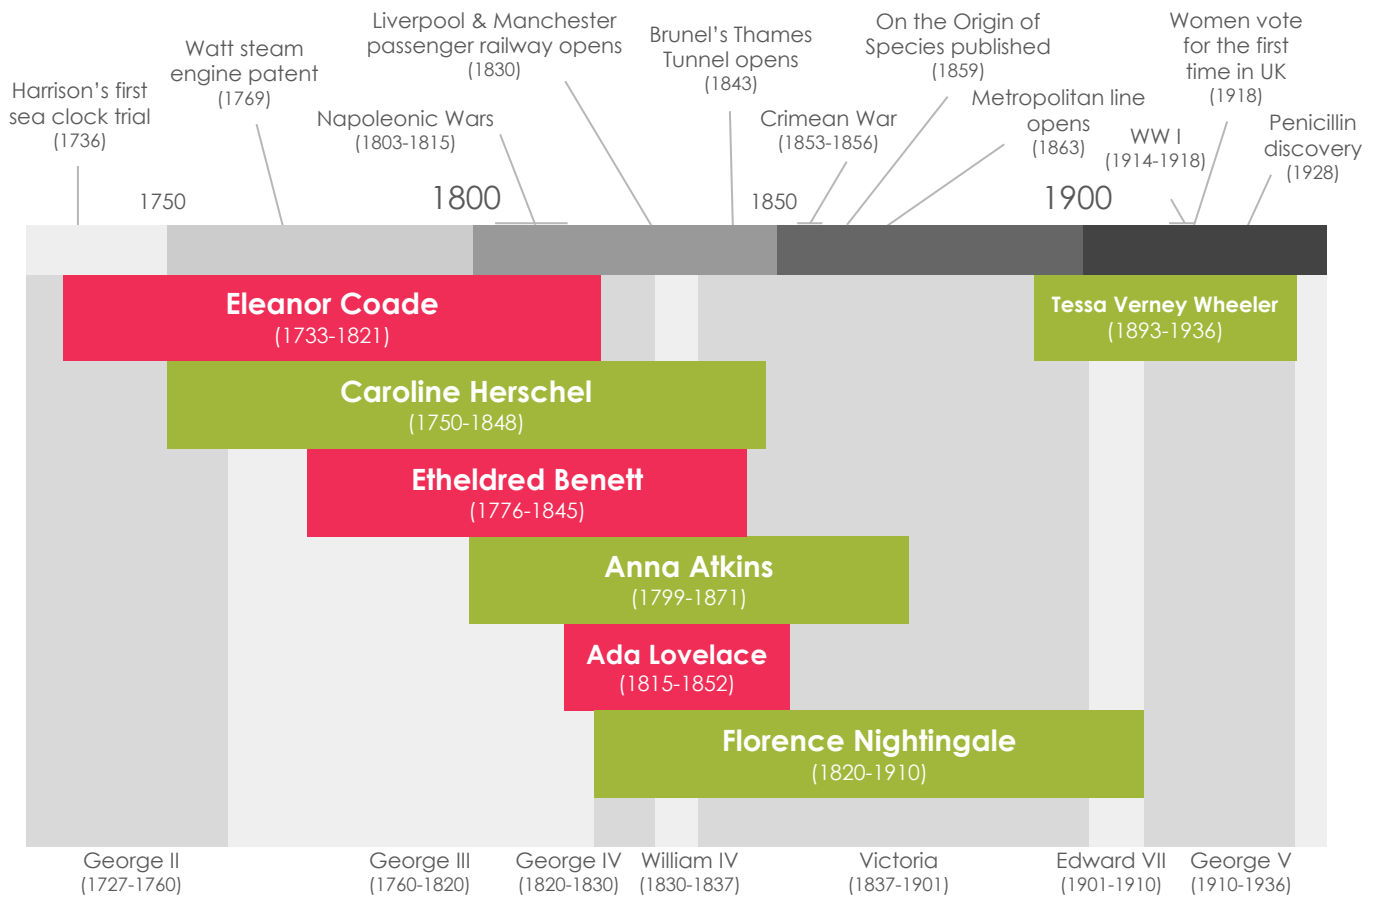 Harrison's first
sea clock trial
(1736)
Watt steam
engine patent
(1769)
Liverpool & Manchester
passenger railway opens
(1830)
Napoleonic Wars
(1803-1815)
Brunel's Thames
Tunnel opens
(1843)
Crimean War
(1853-1856)
On the Origin of
Species published
(1859)
Metropolitan line
opens
(1863)
WW I
(1914-1918)
Women vote
for the first
time in UK
(1918)
Penicillin
discovery
(1928)
1750
1800
1850
1900
Eleanor Coade
(1733-1821)
Tessa Verney Wheeler
(1893-1936)
Caroline Herschel
(1750-1848)
Etheldred Benett
(1776-1845)
Anna Atkins
(1799-1871)
Ada Lovelace
(1815-1852)
Florence Nightingale
(1820-1910)
George II
(1727-1760)
George III
(1760-1820)
George IV
(1820-1830)
William IV
(1830-1837)
Victoria
(1837-1901)
Edward VII
(1901-1910)
George V
(1910-1936)